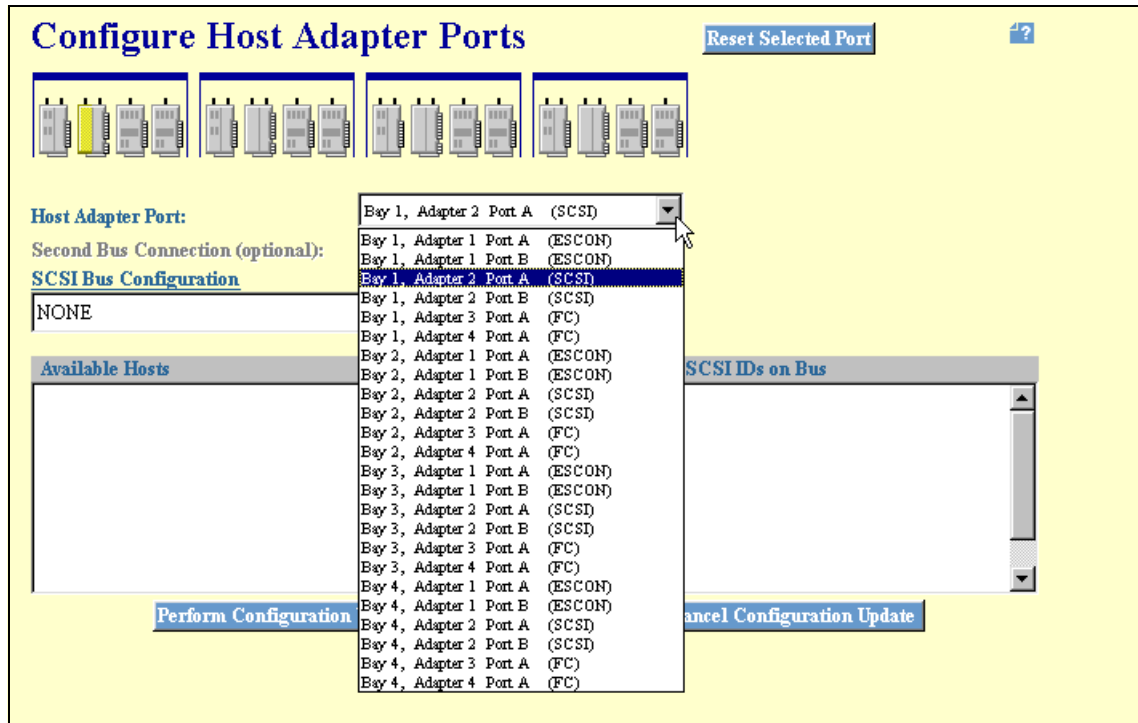 Configure Host Adapter Ports
Reset Selected Port
?
Host Adapter Port:
Bay 1, Adapter 2 Port A (SCSI)
Second Bus Connection (optional):
SCSI Bus Configuration
NONE
Bay 1, Adapter 1 Port A (ESCON)
Bay 1, Adapter 1 Port B (ESCON)
Bay 1, Adapter 2 Port A (SCSI)
Bay 1, Adapter 2 Port B (SCSI)
Bay 1, Adapter 3 Port A (FC)
Bay 1, Adapter 4 Port A (FC)
Bay 2, Adapter 1 Port A (ESCON)
Bay 2, Adapter 1 Port B (ESCON)
Bay 2, Adapter 2 Port A (SCSI)
Bay 2, Adapter 2 Port B (SCSI)
Bay 2, Adapter 3 Port A (FC)
Bay 2, Adapter 4 Port A (FC)
Bay 3, Adapter 1 Port A (ESCON)
Bay 3, Adapter 1 Port B (ESCON)
Bay 3, Adapter 2 Port A (SCSI)
Bay 3, Adapter 2 Port B (SCSI)
Bay 3, Adapter 3 Port A (FC)
Bay 3, Adapter 4 Port A (FC)
Bay 4, Adapter 1 Port A (ESCON)
Bay 4, Adapter 1 Port B (ESCON)
Bay 4, Adapter 2 Port A (SCSI)
Bay 4, Adapter 2 Port B (SCSI)
Bay 4, Adapter 3 Port A (FC)
Bay 4, Adapter 4 Port A (FC)
Available Hosts
SCSI IDs on Bus
Perform Configuration
ancel Configuration Update